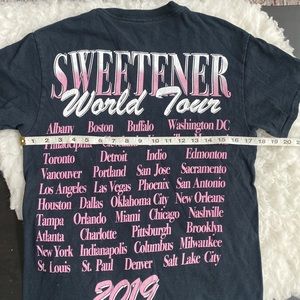 SWEETENER
World Tour
Albany Boston Buffalo Washington DC
Philadelphia
Toronto Detroit Indio Edmonton
Vancouver Portland San Jose Sacramento
Los Angeles Las Vegas Phoenix San Antonio
Houston Dallas Oklahoma City New Orleans
Tampa Orlando Miami Chicago Nashville
Atlanta Charlotte Pittsburgh Brooklyn
New York Indianapolis Columbus Milwaukee
St. Louis St. Paul Denver Salt Lake City
2019